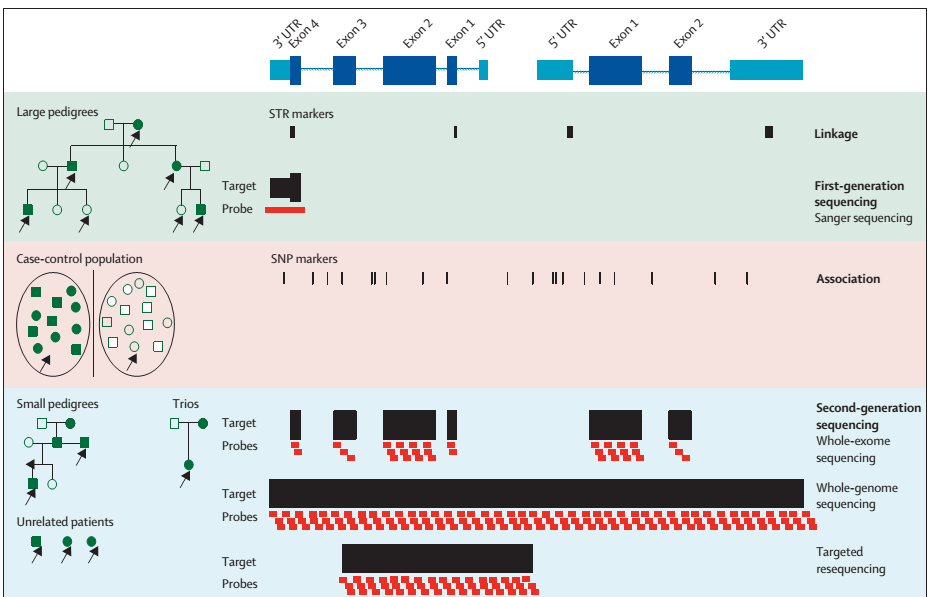 3′ UTR
Exon 4
Exon 3
Exon 2
Exon 1
5′ UTR
5′ UTR
Exon 1
Exon 2
3′ UTR
Large pedigrees
STR markers
Linkage
Target
Probe
First-generation
sequencing
Sanger sequencing
Case-control population
SNP markers
Association
Small pedigrees
Trios
Target
Probes
Second-generation
sequencing
Whole-exome
sequencing
Target
Probes
Whole-genome
sequencing
Unrelated patients
Target
Probes
Targeted
resequencing